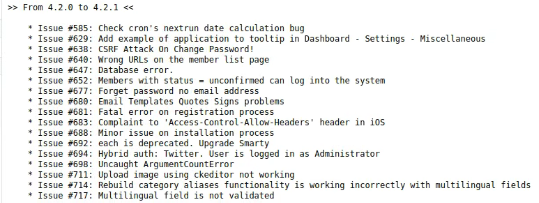 >> From 4.2.0 to 4.2.1 <<
* Issue #585: Check cron's nextrun date calculation bug
* Issue #629: Add example of application to tooltip in Dashboard - Settings - Miscellaneous
* Issue #638: CSRF Attack On Change Password!
* Issue #640: Wrong URLs on the member list page
* Issue #647: Database error.
* Issue #652: Members with status = unconfirmed can log into the system
* Issue #677: Forget password no email address
* Issue #680: Email Templates Quotes Signs problems
* Issue #681: Fatal error on registration process
* Issue #683: Complaint to 'Access-Control-Allow-Headers' header in iOS
* Issue #688: Minor issue on installation process
* Issue #692: each is deprecated. Upgrade Smarty
* Issue #694: Hybrid auth: Twitter. User is logged in as Administrator
* Issue #698: Uncaught ArgumentCountError
* Issue #711: Upload image using ckeditor not working
* Issue #714: Rebuild category aliases functionality is working incorrectly with multilingual fields
* Issue #717: Multilingual field is not validated